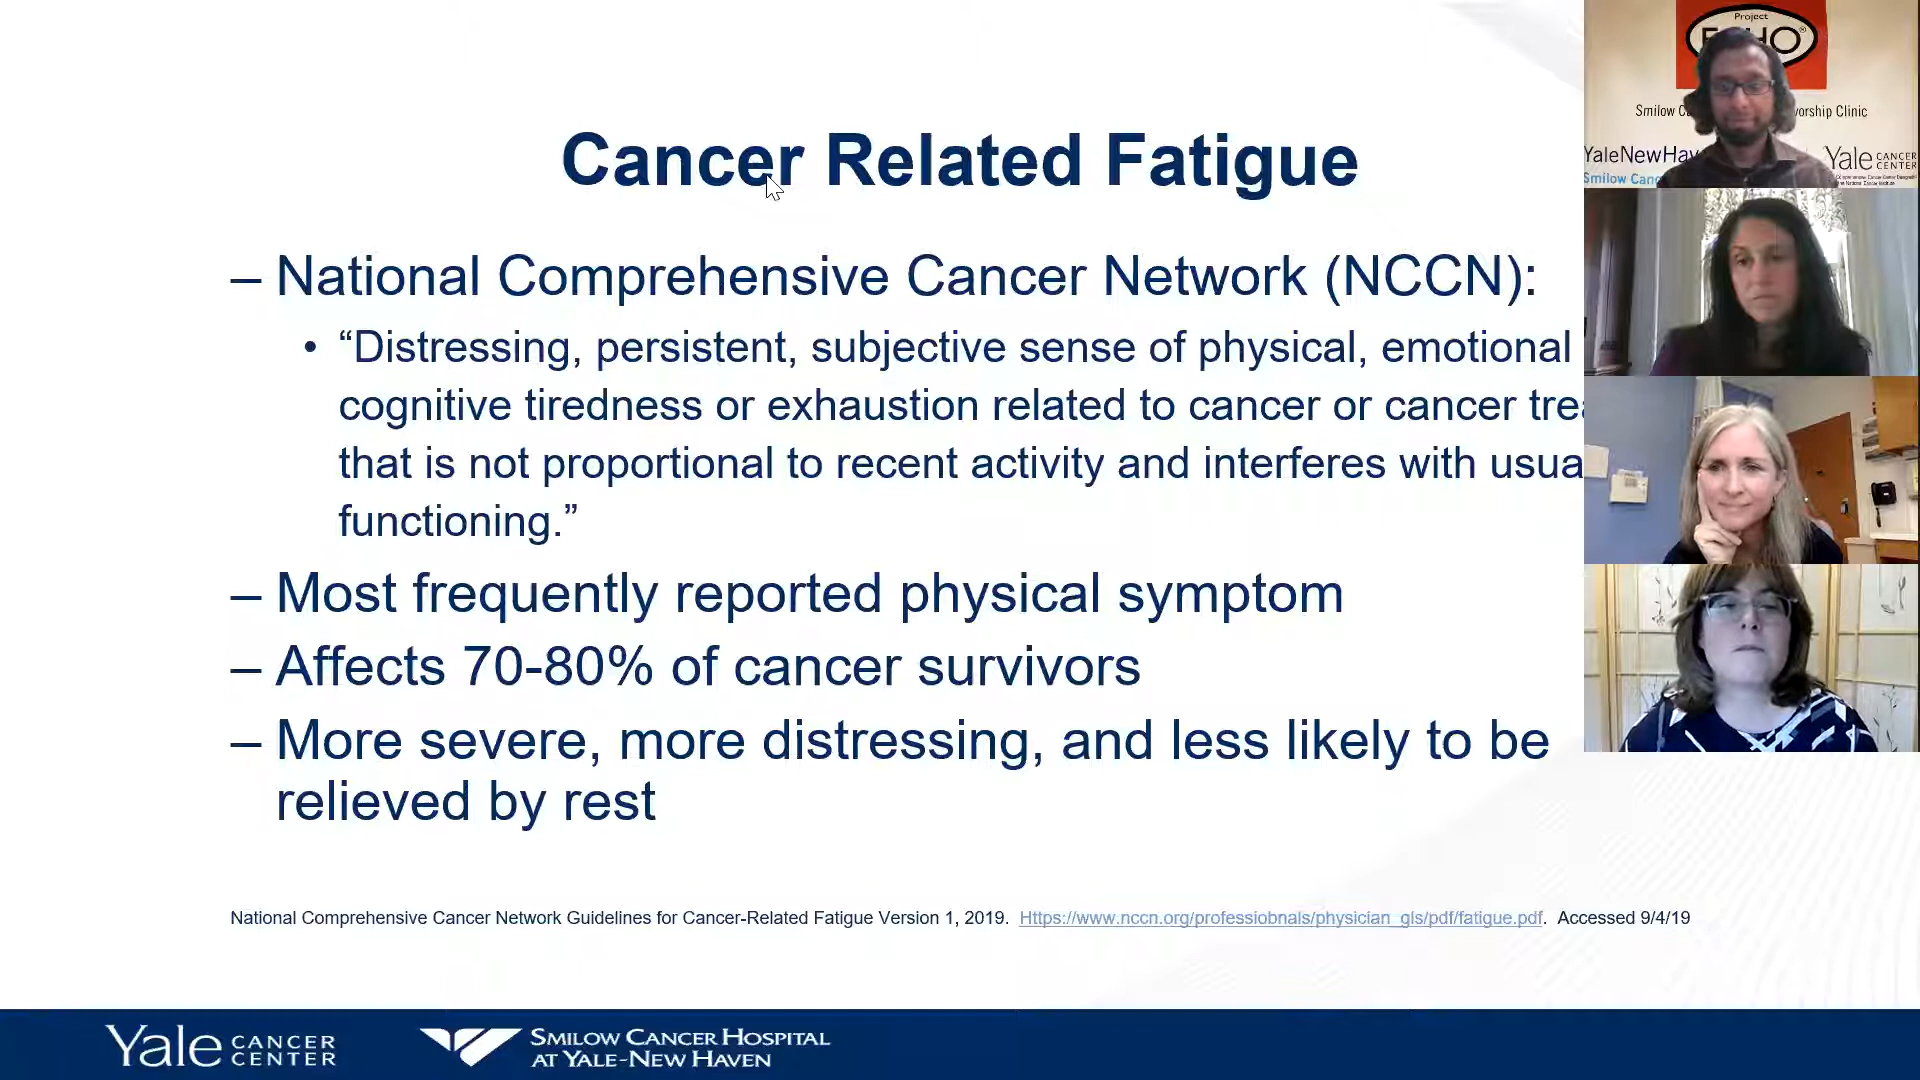 Cancer Related Fatigue
– National Comprehensive Cancer Network (NCCN):
• “Distressing, persistent, subjective sense of physical, emotional
cognitive tiredness or exhaustion related to cancer or cancer
that is not proportional to recent activity and interferes with
functioning.”
– Most frequently reported physical symptom
– Affects 70-80% of cancer survivors
– More severe, more distressing, and less likely to be
relieved by rest
National Comprehensive Cancer Network Guidelines for Cancer-Related Fatigue Version 1, 2019. Https://www.nccn.org/professiobnals/physician_gls/pdf/fatigue.pdf. Accessed 9/4/19
Yale CANCER
CENTER
SMILOW CANCER HOSPITAL
AT YALE-NEW HAVEN
Project
Smilow
Clinic
Yale CANCER
CENTER
Smilow